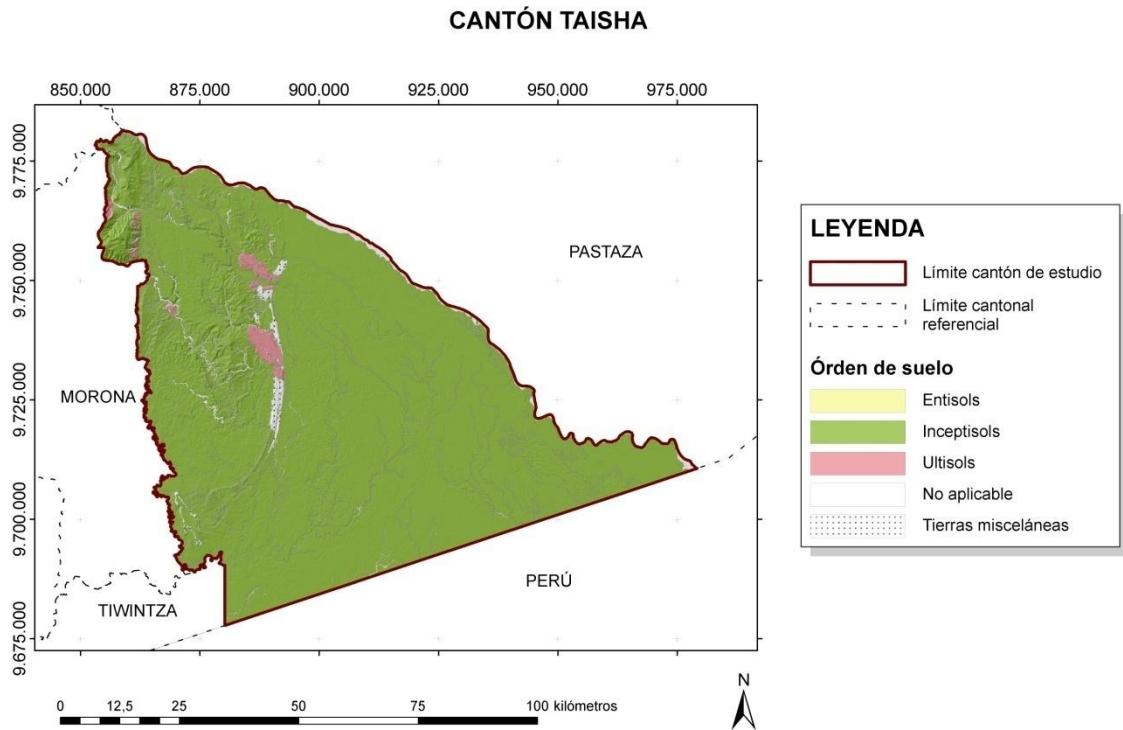 CANTÓN TAISHA
850.000 875.000 900.000 925.000 950.000 975.000
9.775.000
9.750.000
9.725.000
9.700.000
9.675.000
PASTAZA
MORONA
PERÚ
TIWINTZA
LEYENDA
Límite cantón de estudio
Límite cantonal
referencial
Órden de suelo
Entisols
Inceptisols
Ultisols
No aplicable
Tierras misceláneas
0 12,5 25 50 75 100 kilómetros
N